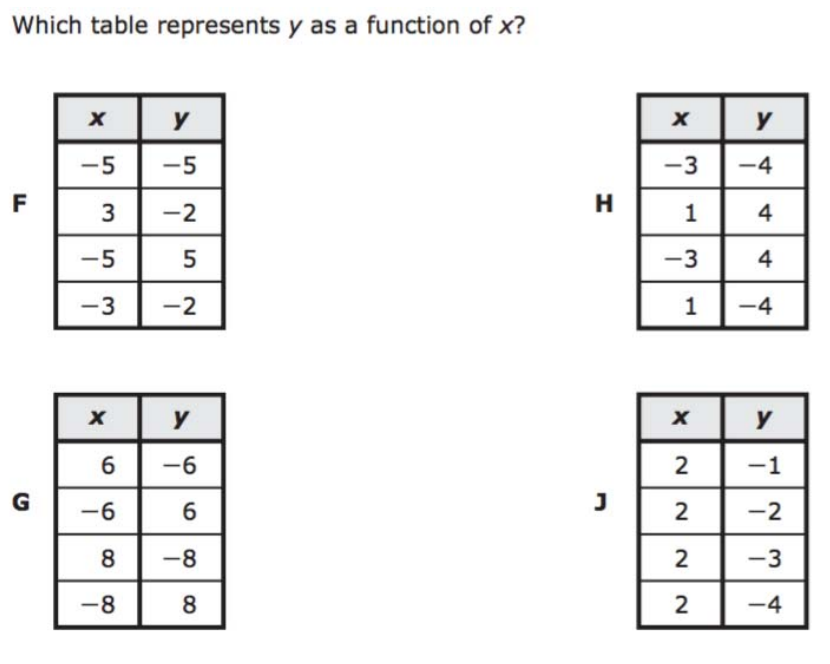 Which table represents y as a function of x?
F
x y
−5 −5
3 −2
−5 5
−3 −2
H
x y
−3 −4
1 4
−3 4
1 −4
G
x y
6 −6
−6 6
8 −8
−8 8
J
x y
2 −1
2 −2
2 −3
2 −4